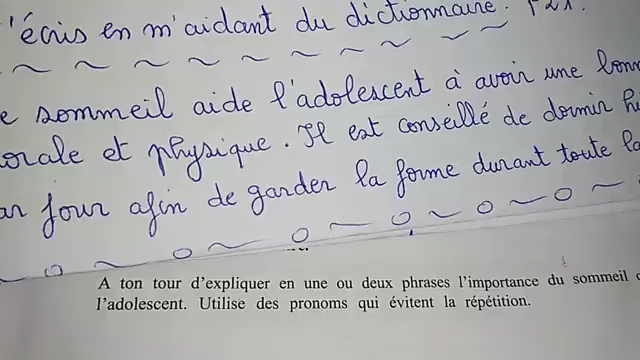 'écris en m'aidant du dictionnaire. P 21.
sommeil aide l'adolescent à avoir une
et physique. Il est conseillé de dormir
jour afin de garder la forme durant toute la
A ton tour d'expliquer en une ou deux phrases l'importance du sommeil
l'adolescent. Utilise des pronoms qui évitent la répétition.